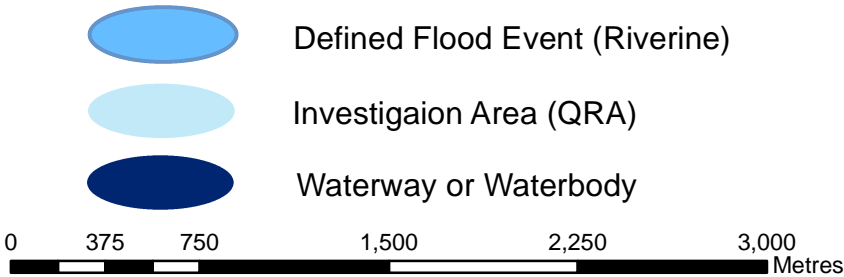 Defined Flood Event (Riverine)
Investigaion Area (QRA)
Waterway or Waterbody
0 375 750 1,500 2,250 3,000
Metres